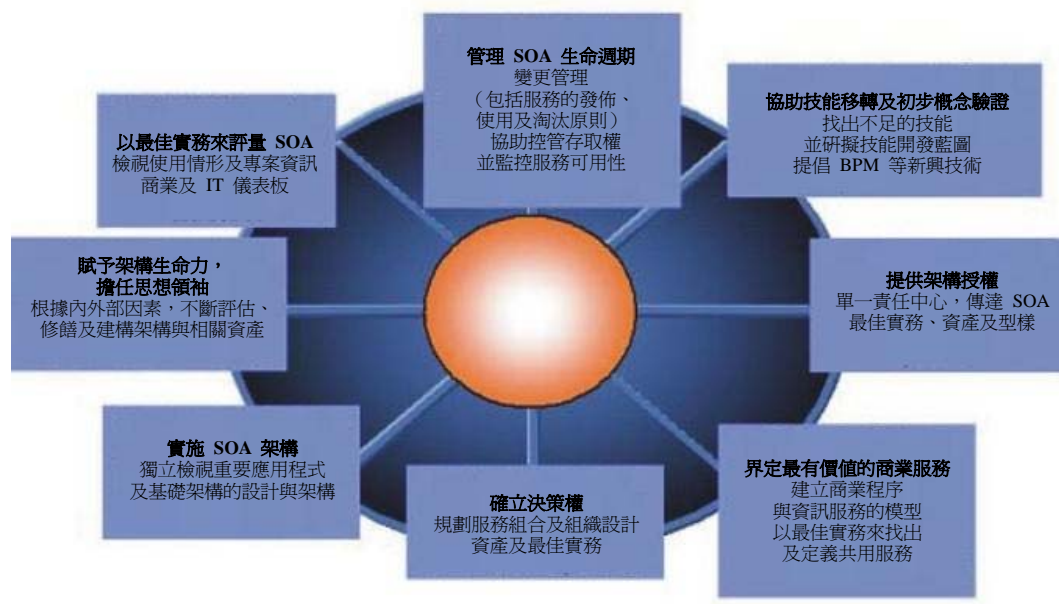 管理 SOA 生命週期
變更管理
（包括服務的發佈、
使用及淘汰原則）
協助控管存取權
並監控服務可用性
協助技能移轉及初步概念驗證
找出不足的技能
並研擬技能開發藍圖
提倡 BPM 等新興技術
提供架構授權
單一責任中心，傳達 SOA
最佳實務、資產及型樣
界定最有價值的商業服務
建立商業程序
與資訊服務的模型
以最佳實務來找出
及定義共用服務
確立決策權
規劃服務組合及組織設計
資產及最佳實務
實施 SOA 架構
獨立檢視重要應用程式
及基礎架構的設計與架構
賦予架構生命力，
擔任思想領袖
根據內外部因素，不斷評估、
修繕及建構架構與相關資產
以最佳實務來評量 SOA
檢視使用情形及專案資訊
商業及 IT 儀表板